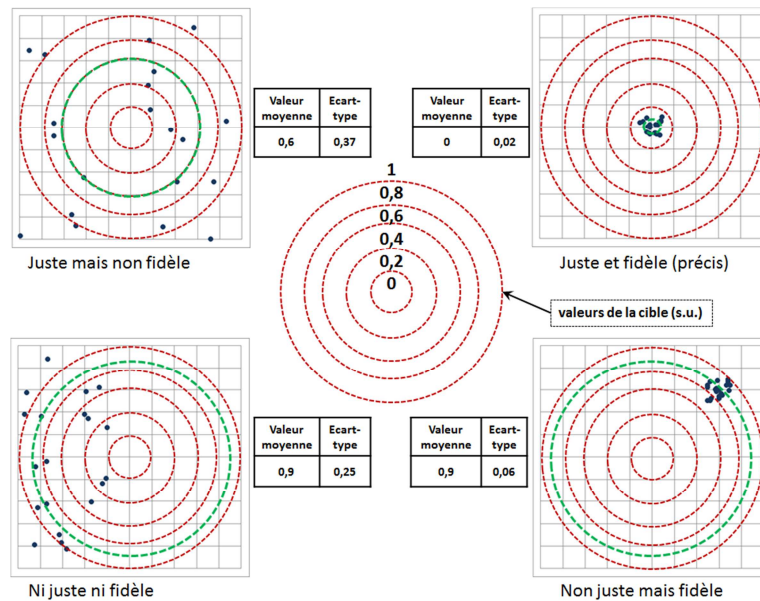 Valeur moyenne
Ecart-type
0,6
0,37
Valeur moyenne
Ecart-type
0
0,02
Juste mais non fidèle
Juste et fidèle (précis)
1
0,8
0,6
0,4
0,2
0
valeurs de la cible (s.u.)
Valeur moyenne
Ecart-type
0,9
0,25
Valeur moyenne
Ecart-type
0,9
0,06
Ni juste ni fidèle
Non juste mais fidèle